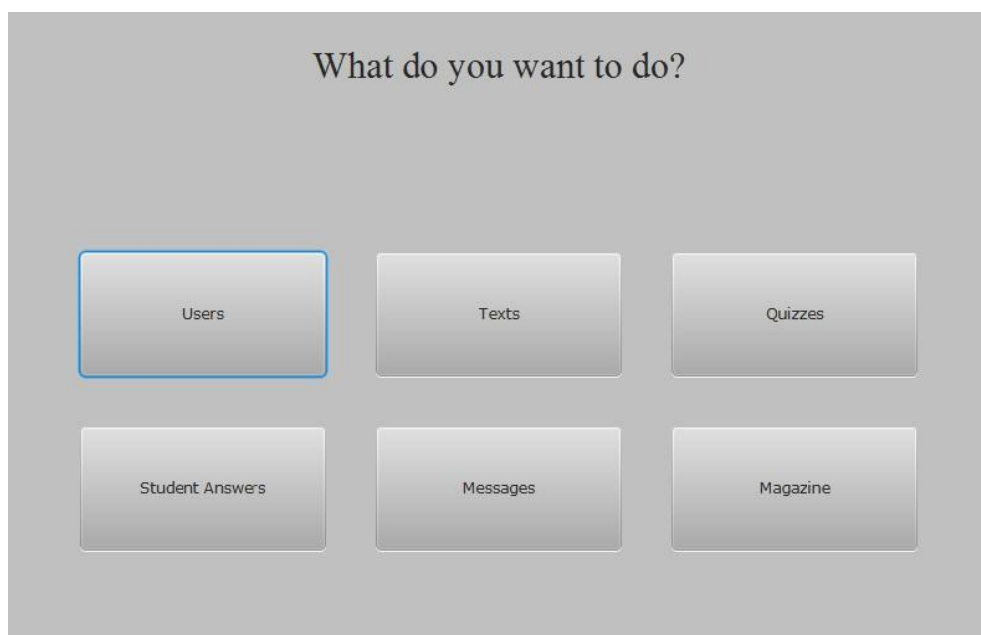 What do you want to do?
Users
Texts
Quizzes
Student Answers
Messages
Magazine